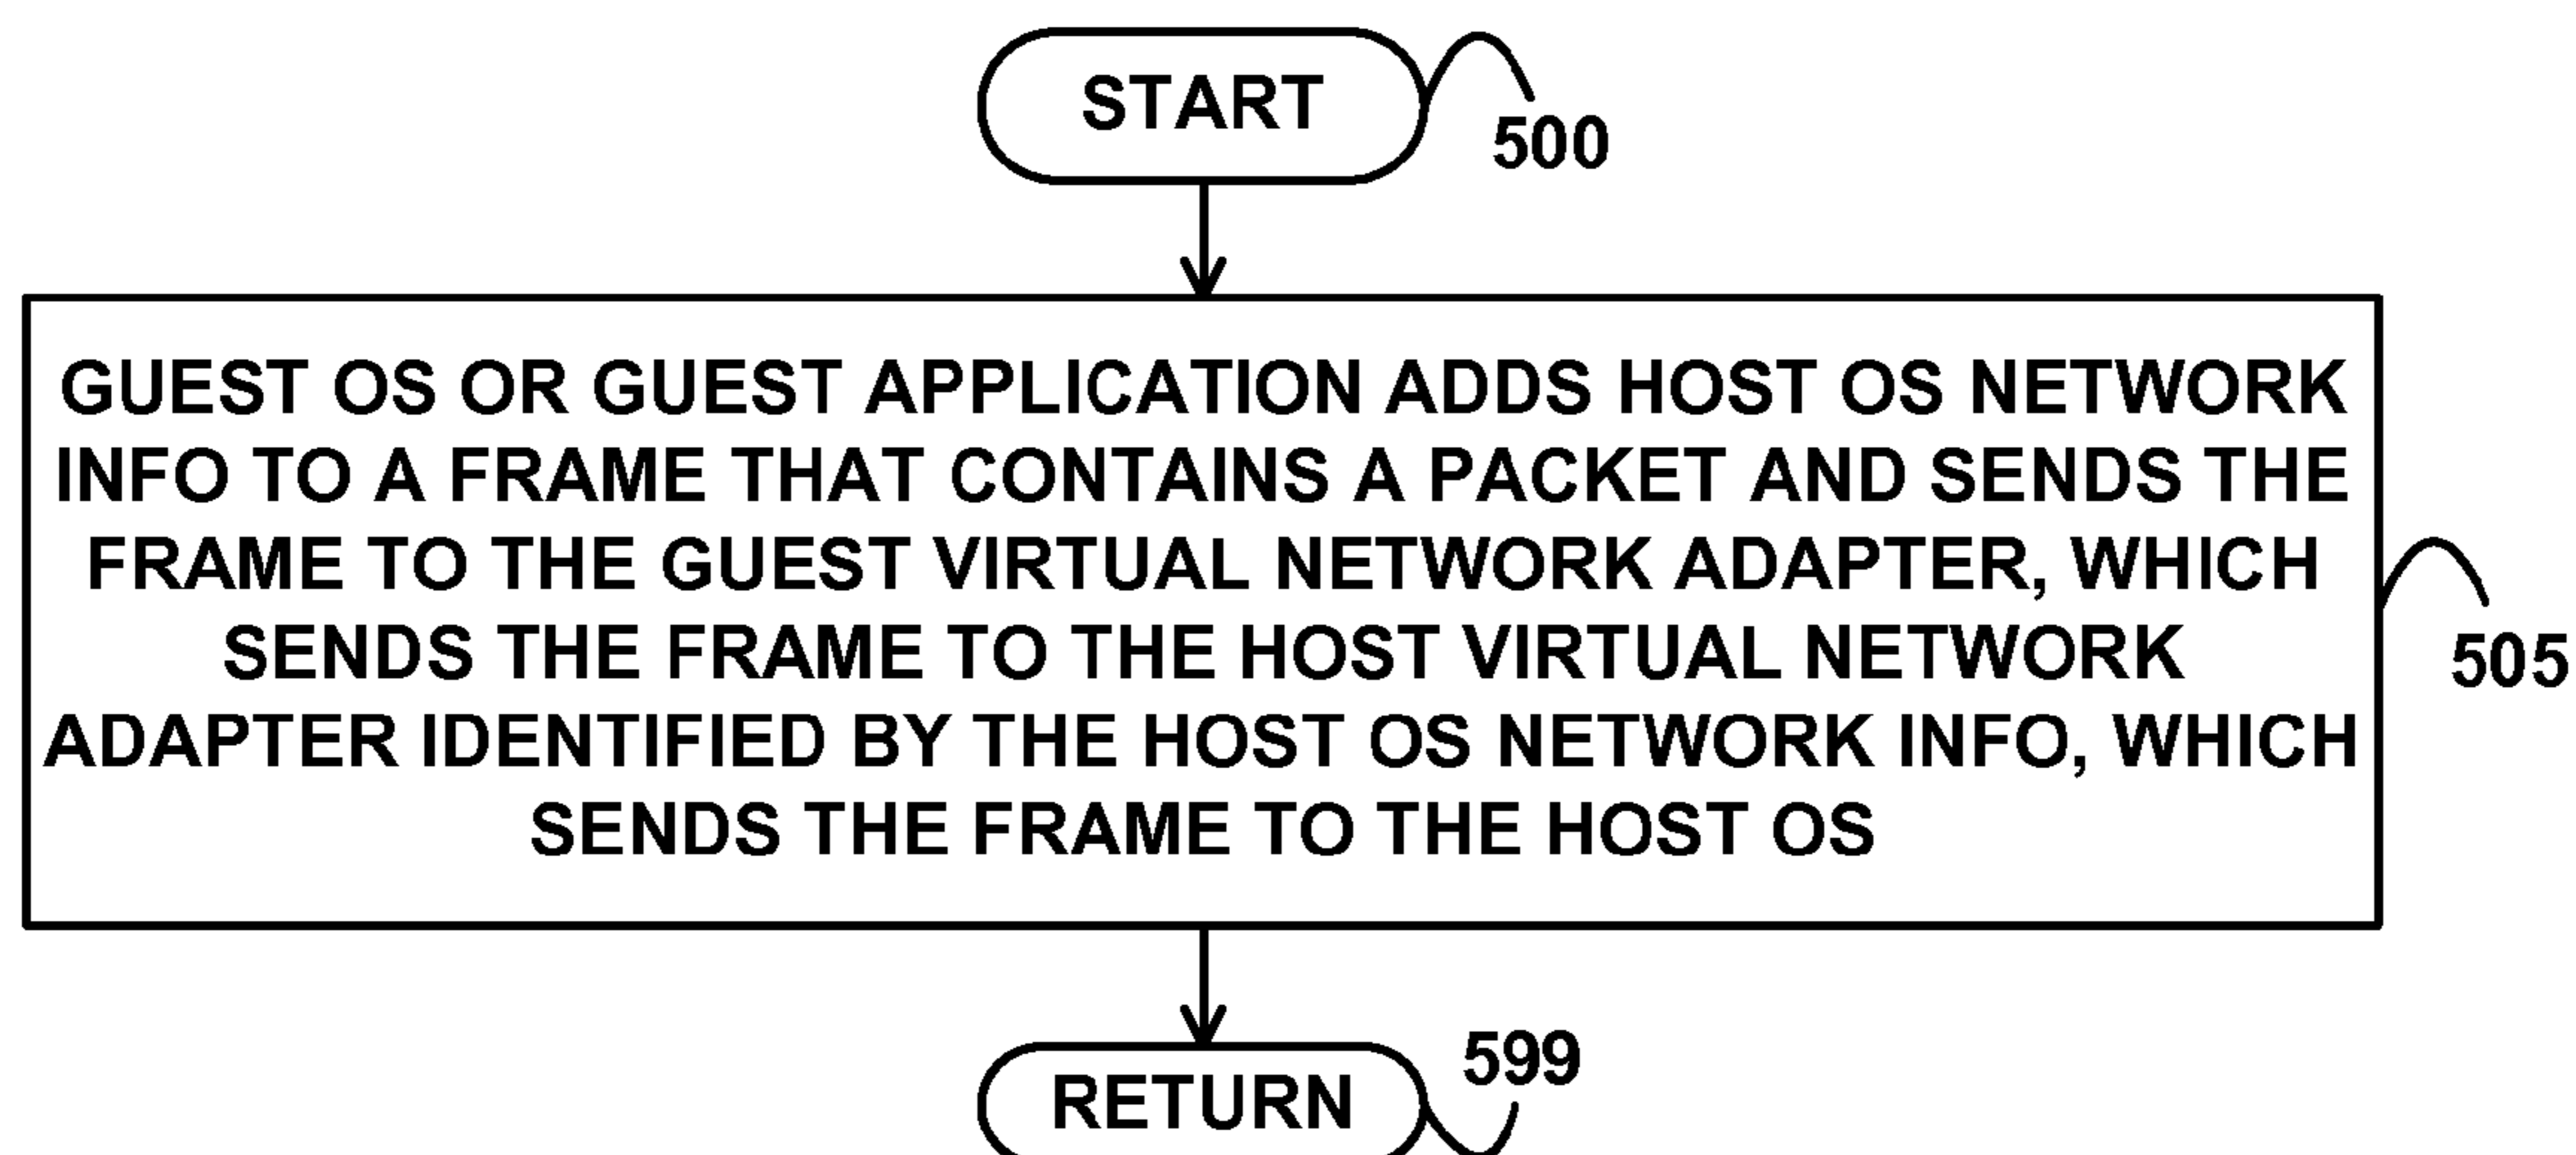 START
500
GUEST OS OR GUEST APPLICATION ADDS HOST OS NETWORK
INFO TO A FRAME THAT CONTAINS A PACKET AND SENDS THE
FRAME TO THE GUEST VIRTUAL NETWORK ADAPTER, WHICH
SENDS THE FRAME TO THE HOST VIRTUAL NETWORK
ADAPTER IDENTIFIED BY THE HOST OS NETWORK INFO, WHICH
SENDS THE FRAME TO THE HOST OS
505
599
RETURN